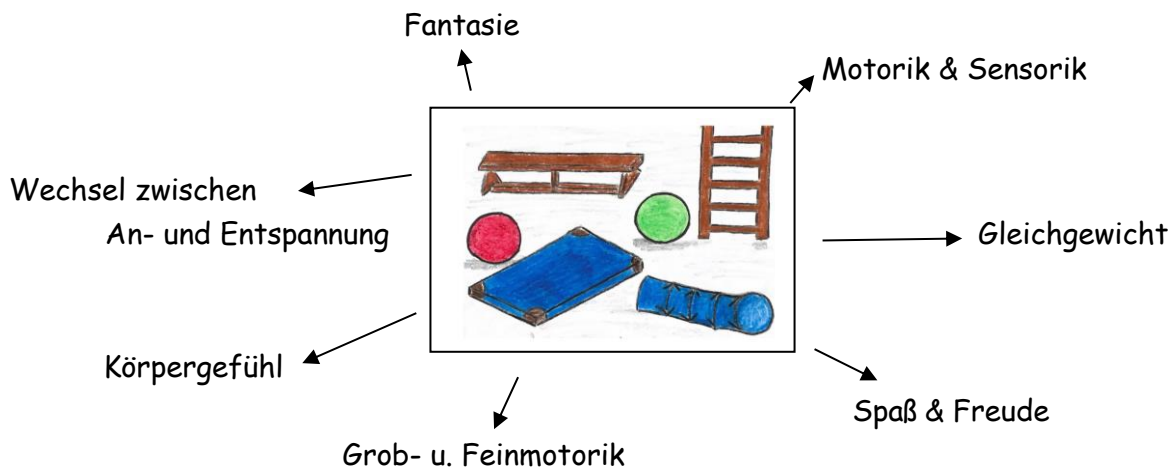 Fantasie
Motorik & Sensorik
Wechsel zwischen
An- und Entspannung
Gleichgewicht
Körpergefühl
Spaß & Freude
Grob- u. Feinmotorik